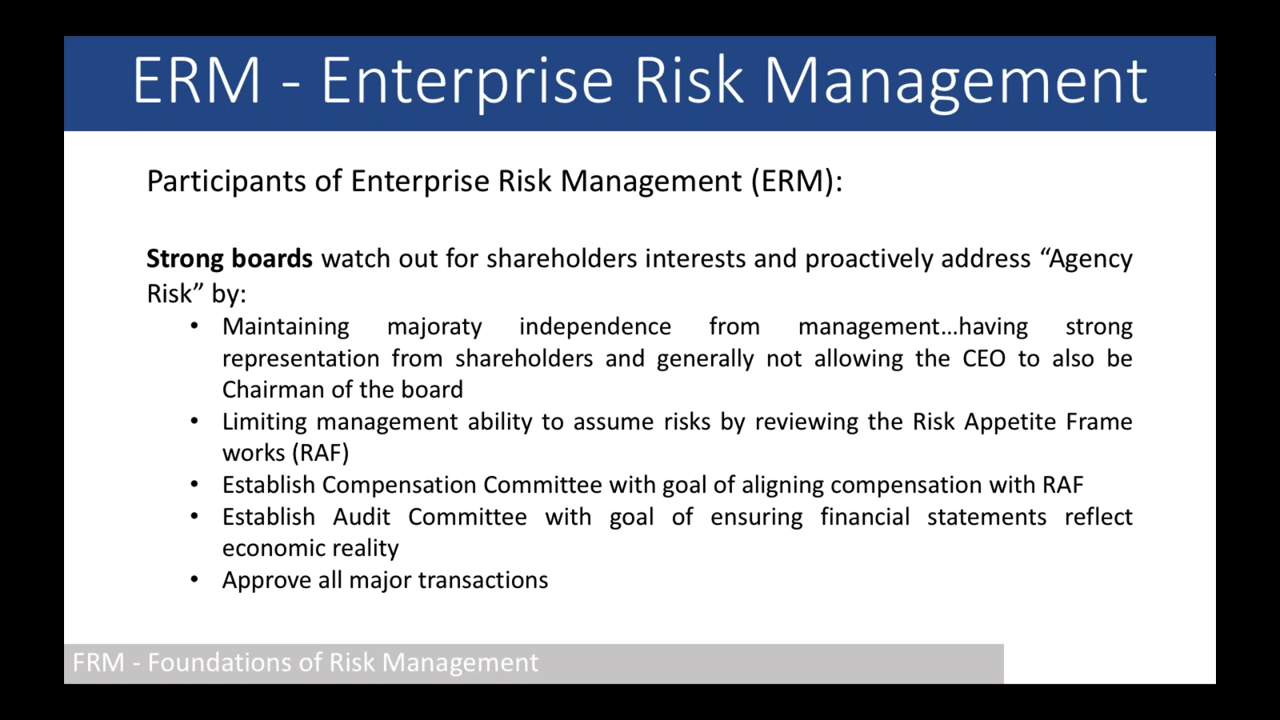 ERM - Enterprise Risk Management
Participants of Enterprise Risk Management (ERM):
Strong boards watch out for shareholders interests and proactively address “Agency
Risk” by:
• Maintaining majoraty independence from management…having strong
representation from shareholders and generally not allowing the CEO to also be
Chairman of the board
• Limiting management ability to assume risks by reviewing the Risk Appetite Frame
works (RAF)
• Establish Compensation Committee with goal of aligning compensation with RAF
• Establish Audit Committee with goal of ensuring financial statements reflect
economic reality
• Approve all major transactions
FRM - Foundations of Risk Management